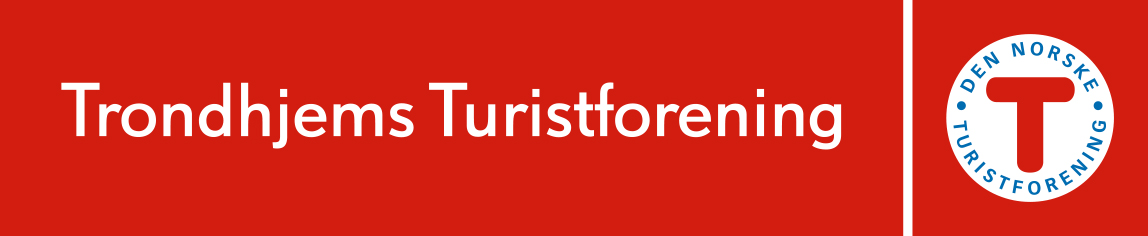 Trondhjems Turistforening
DEN NORSKE
T
TURISTFORENING